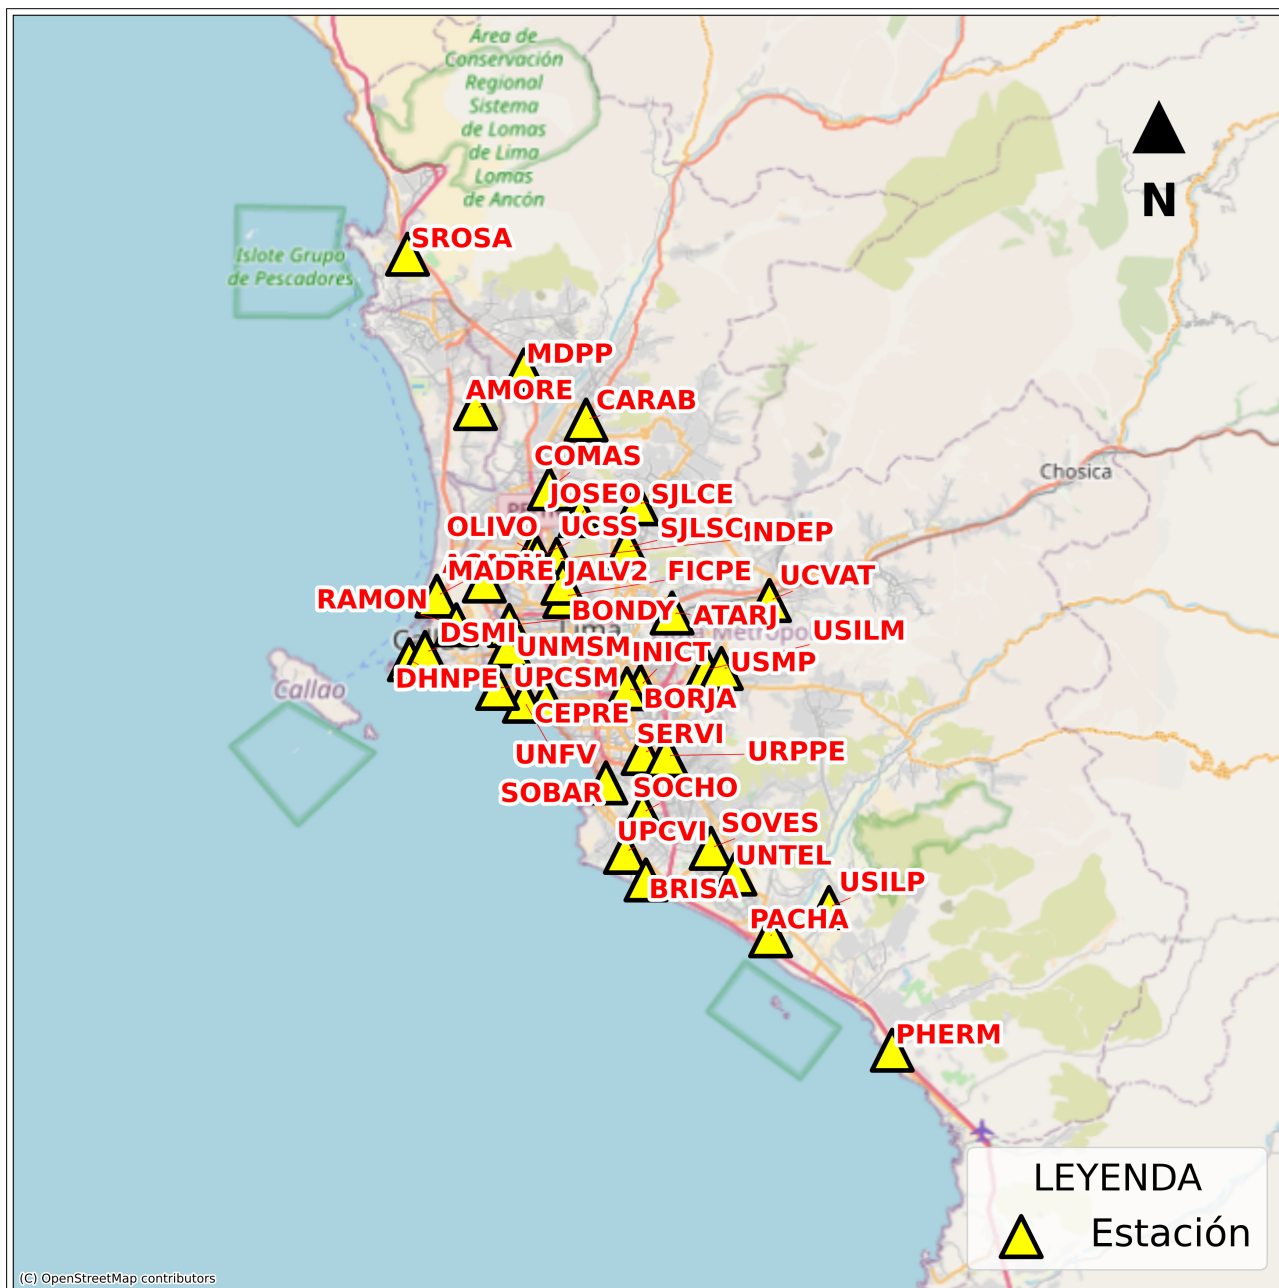 Área de
Conservación
Regional
Sistema
de Lomas
de Lima
Lomas
de Ancón
N
SROSA
Islote Grupo
de Pescadores
MDPP
AMORE
CARAB
COMAS
Chosica
JOSEO
SJLCE
OLIVO
UCSS
SJLSC
INDEP
MADRE
JALV2
FICPE
UCVAT
RAMON
BONDY
ATARJ
DSMI
Lima
USILM
UNMSM
INICT
USMP
DHNPE
UPCSM
Callao
BORJA
CEPRE
SERVI
UNFV
URPPE
SOBAR
SOCHO
UPCVI
SOVES
UNTEL
BRISA
USILP
PACHA
PHERM
LEYENDA
Estación
(C) OpenStreetMap contributors